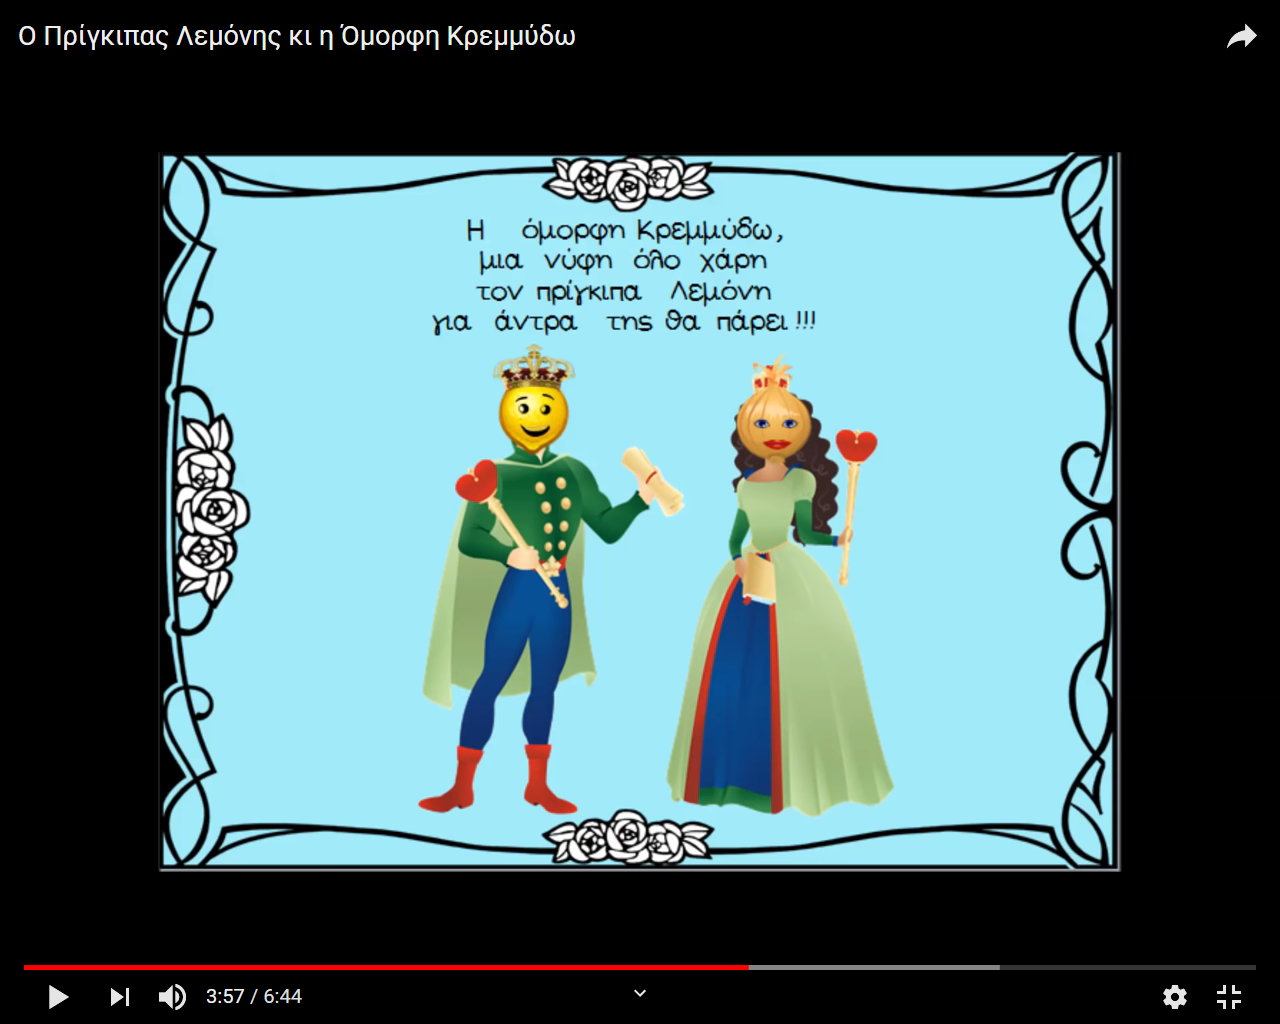 Ο Πρίγκιπας Λεμόνης κι η Όμορφη Κρεμμύδω
Η όμορφη Κρεμμύδω,
μια νύφη όλο χάρη
τον πρίγκιπα Λεμόνη
για άντρα της θα πάρει !!!
3:57 / 6:44